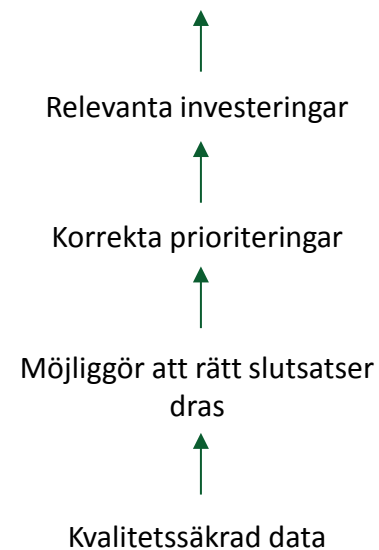 Relevanta investeringar
Korrekta prioriteringar
Möjliggör att rätt slutsatser
dras
Kvalitetssäkrad data